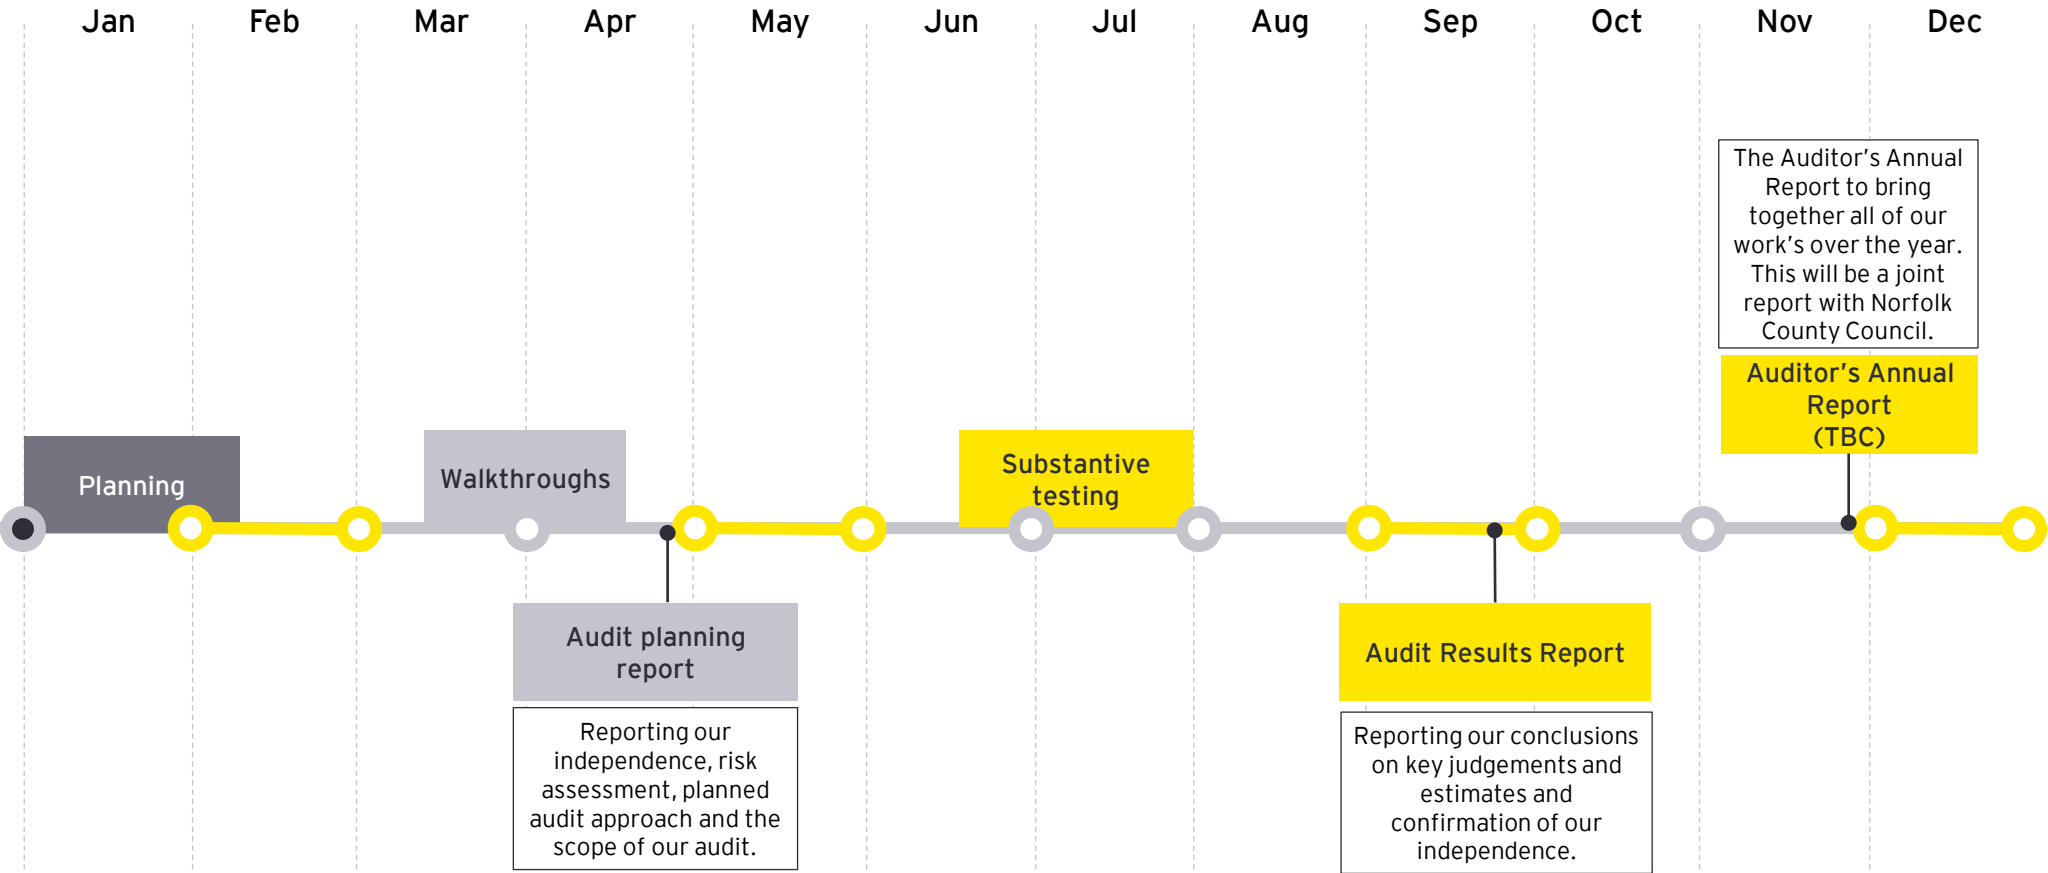 Jan Feb Mar Apr May Jun Jul Aug Sep Oct Nov Dec
The Auditor's Annual
Report to bring
together all of our
work's over the year.
This will be a joint
report with Norfolk
County Council.
Auditor's Annual
Report
(TBC)
Planning
Walkthroughs
Substantive
testing
Audit planning
report
Reporting our
independence, risk
assessment, planned
audit approach and the
scope of our audit.
Audit Results Report
Reporting our conclusions
on key judgements and
estimates and
confirmation of our
independence.